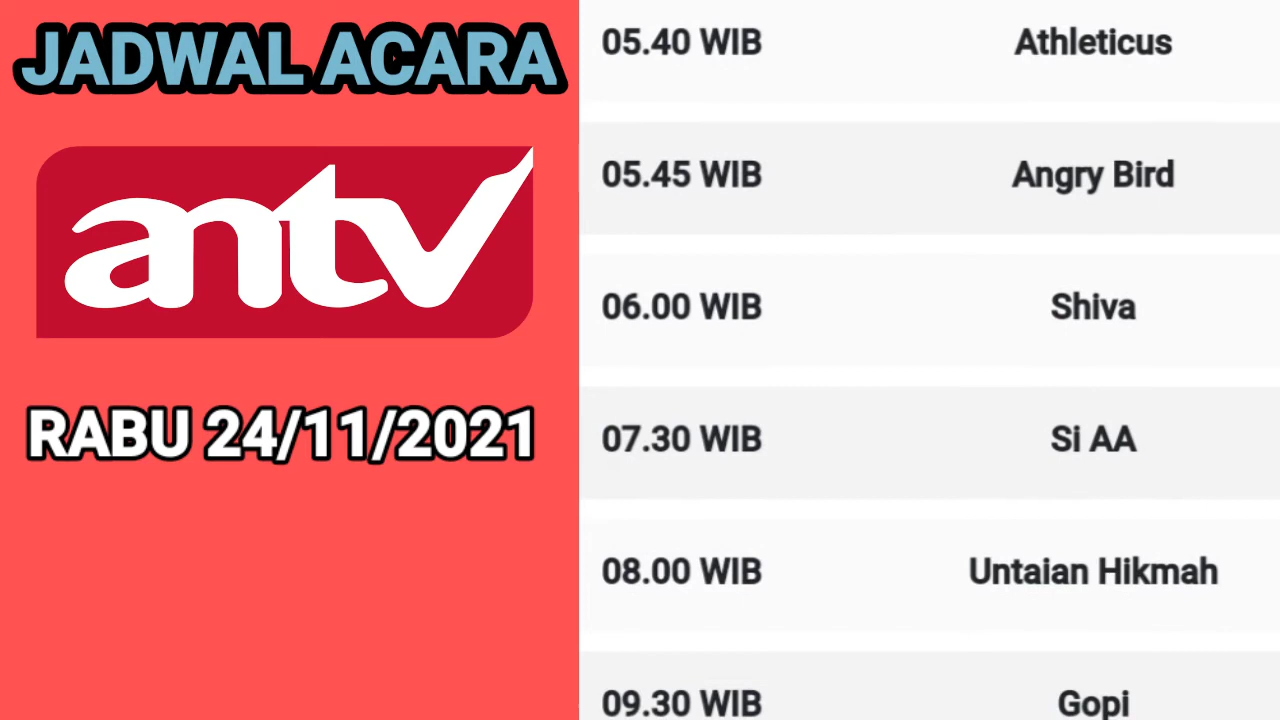 JADWAL ACARA
antv
RABU 24/11/2021
05.40 WIB Athleticus
05.45 WIB Angry Bird
06.00 WIB Shiva
07.30 WIB Si AA
08.00 WIB Untaian Hikmah
09.30 WIB Gopi